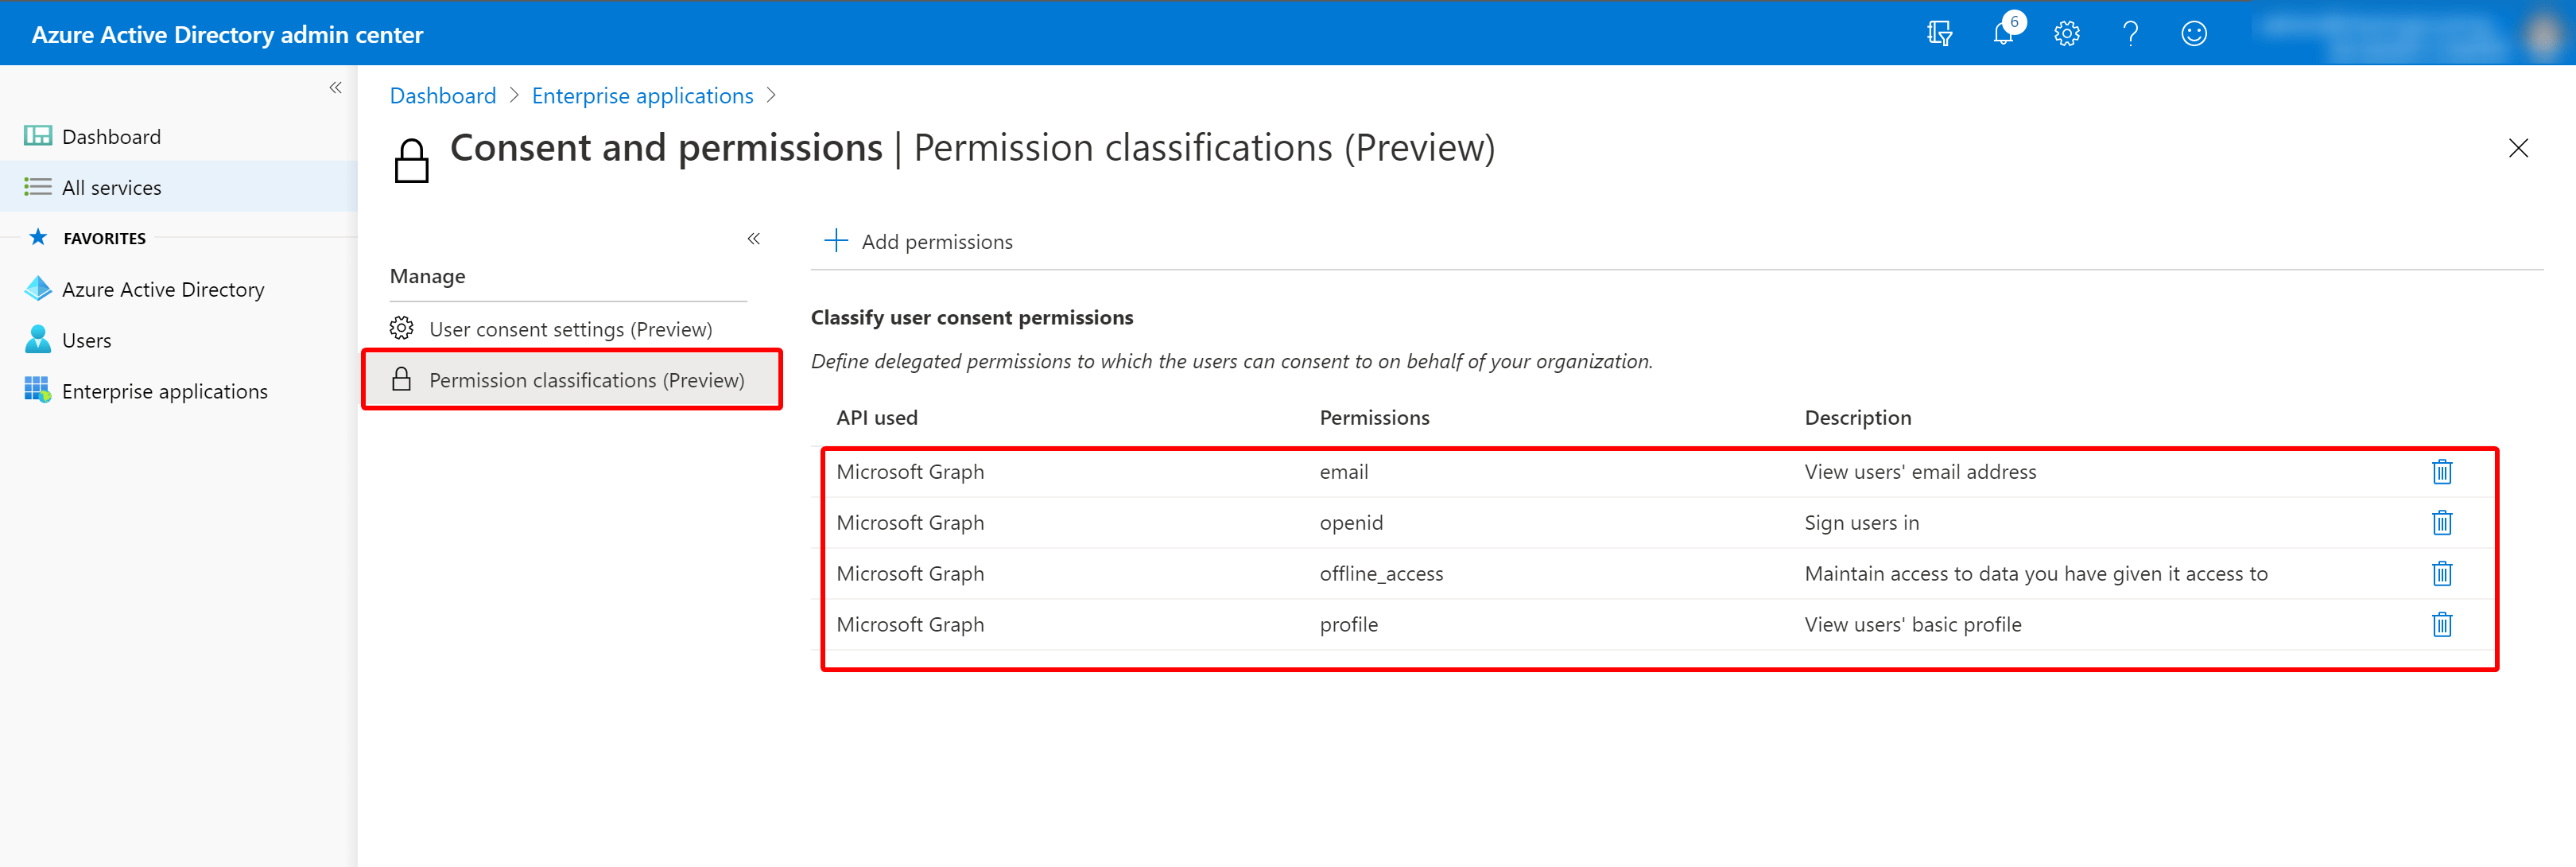 Azure Active Directory admin center
6
Dashboard
All services
FAVORITES
Azure Active Directory
Users
Enterprise applications
Dashboard > Enterprise applications >
Consent and permissions | Permission classifications (Preview)
Manage
User consent settings (Preview)
Permission classifications (Preview)
Add permissions
Classify user consent permissions
Define delegated permissions to which the users can consent to on behalf of your organization.
API used Permissions Description
Microsoft Graph email View users' email address
Microsoft Graph openid Sign users in
Microsoft Graph offline_access Maintain access to data you have given it access to
Microsoft Graph profile View users' basic profile